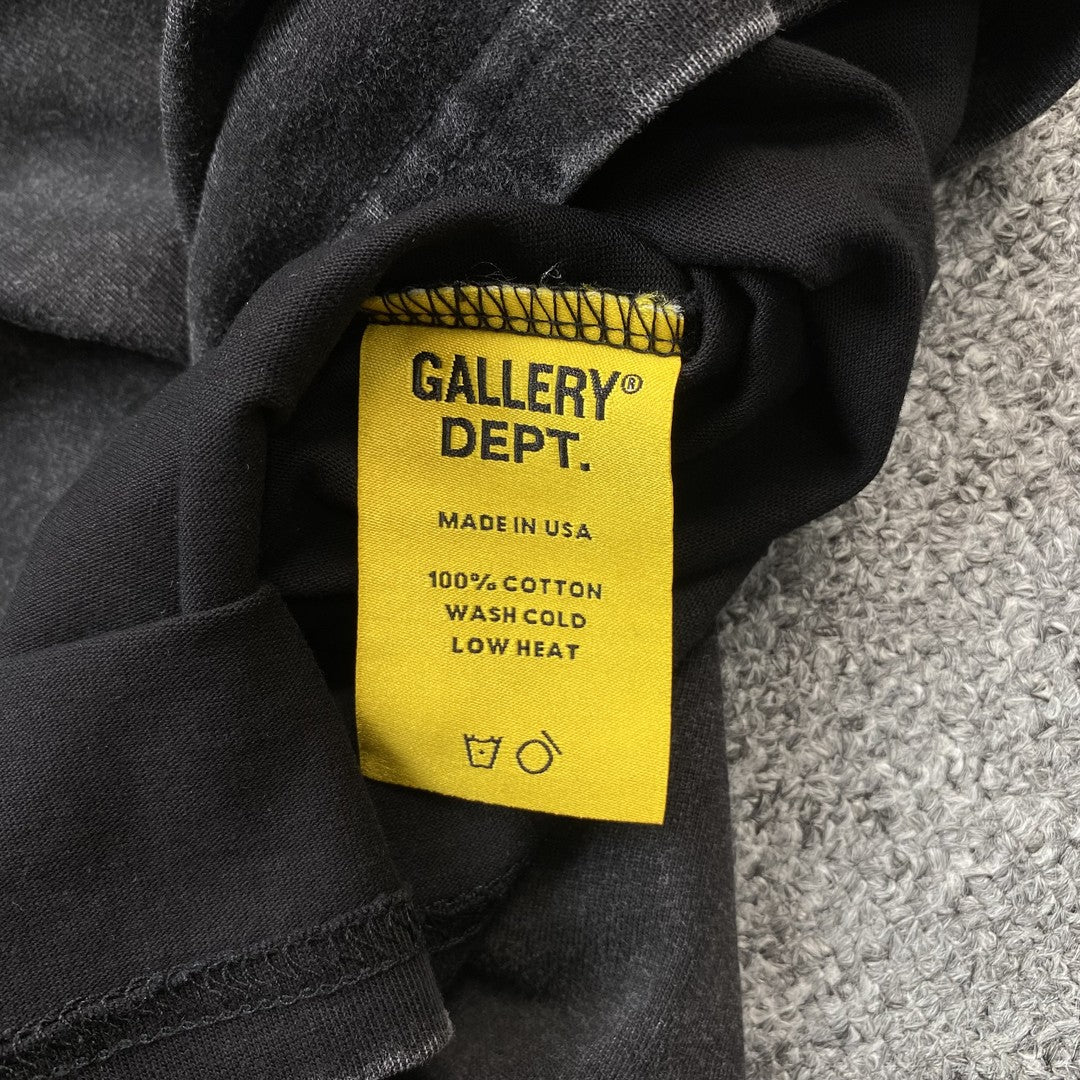 GALLERY®
DEPT.
MADE IN USA
100% COTTON
WASH COLD
LOW HEAT